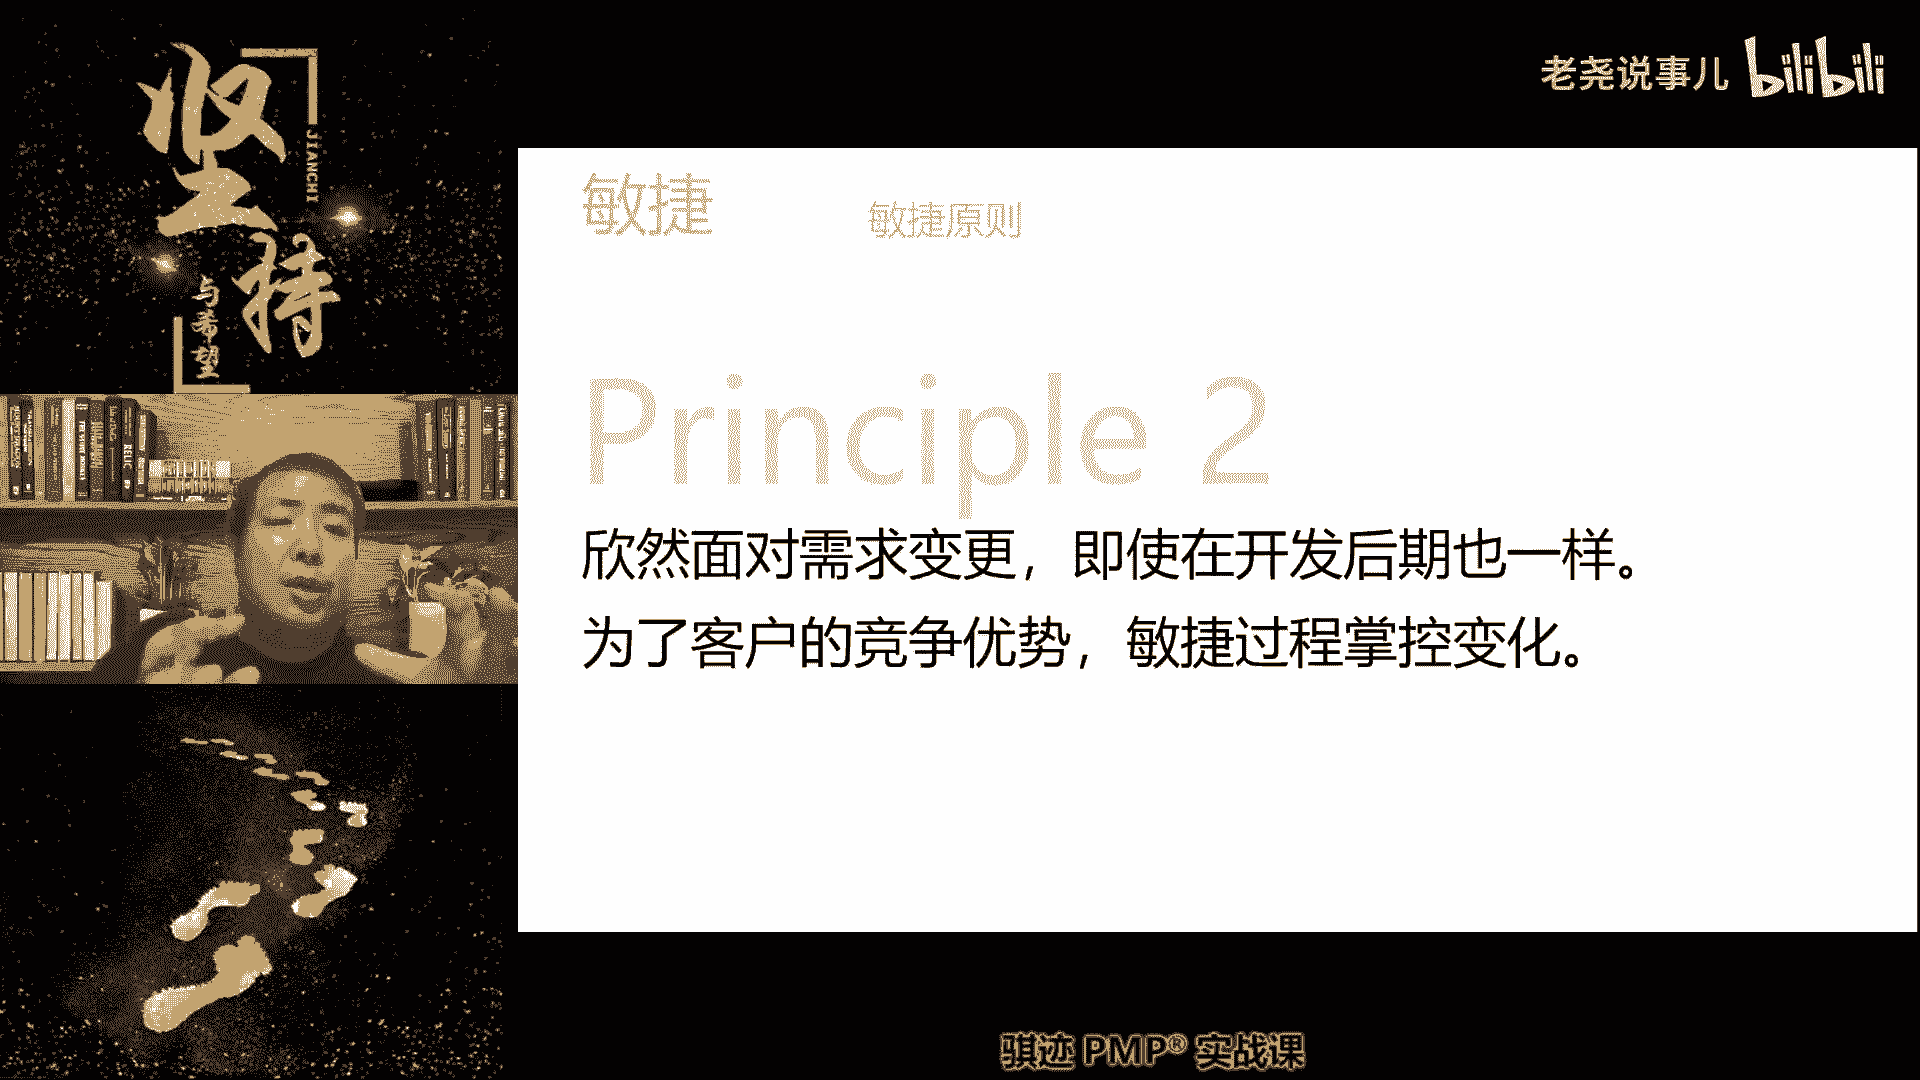 坚持
JIANCHI
与希望
老尧说事儿 bilibili
敏捷
敏捷原则
Principle 2
欣然面对需求变更，即使在开发后期也一样。
为了客户的竞争优势，敏捷过程掌控变化。
骐迹 PMP® 实战课